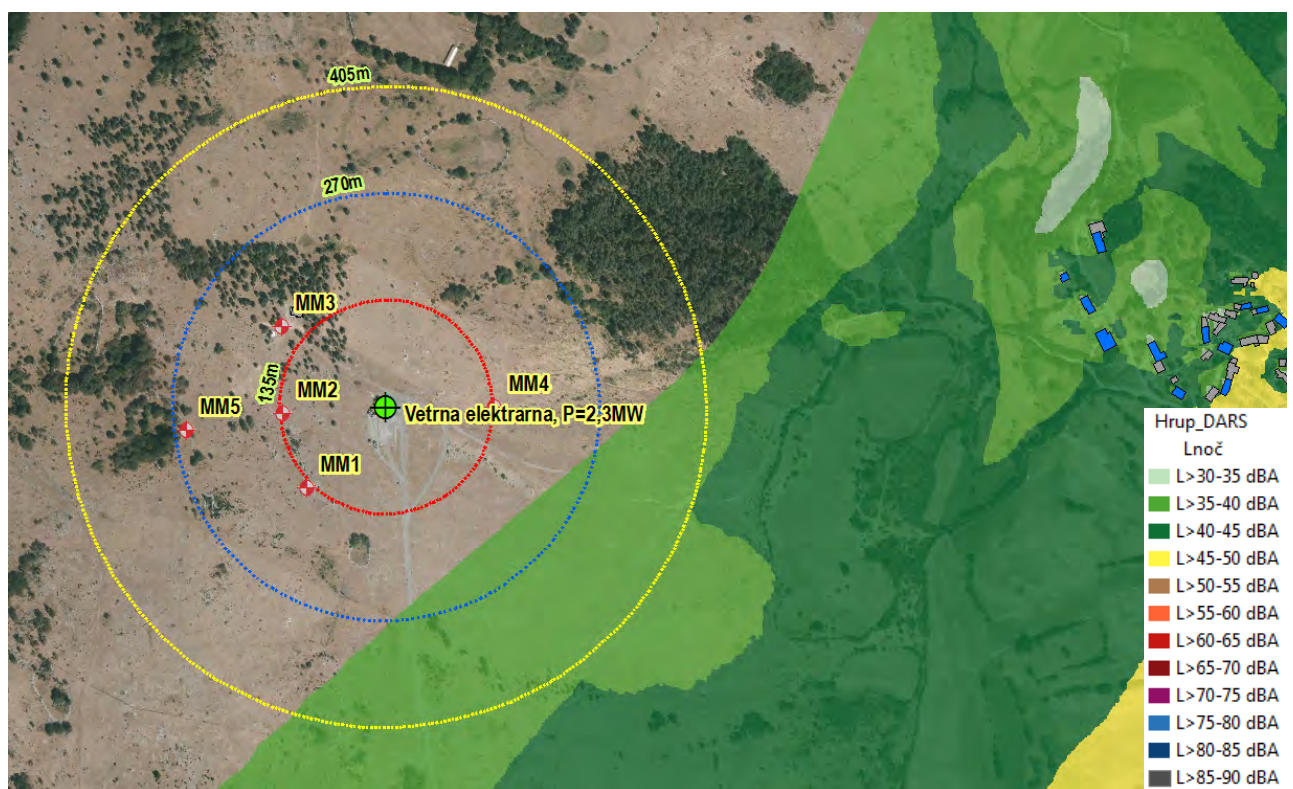 405m
270m
MM3
135m
MM2
MM4
Vetrna elektrarna, P=2,3MW
MM5
MM1
Hrup_DARS
Lnoč
L>30-35 dBA
L>35-40 dBA
L>40-45 dBA
L>45-50 dBA
L>50-55 dBA
L>55-60 dBA
L>60-65 dBA
L>65-70 dBA
L>70-75 dBA
L>75-80 dBA
L>80-85 dBA
L>85-90 dBA